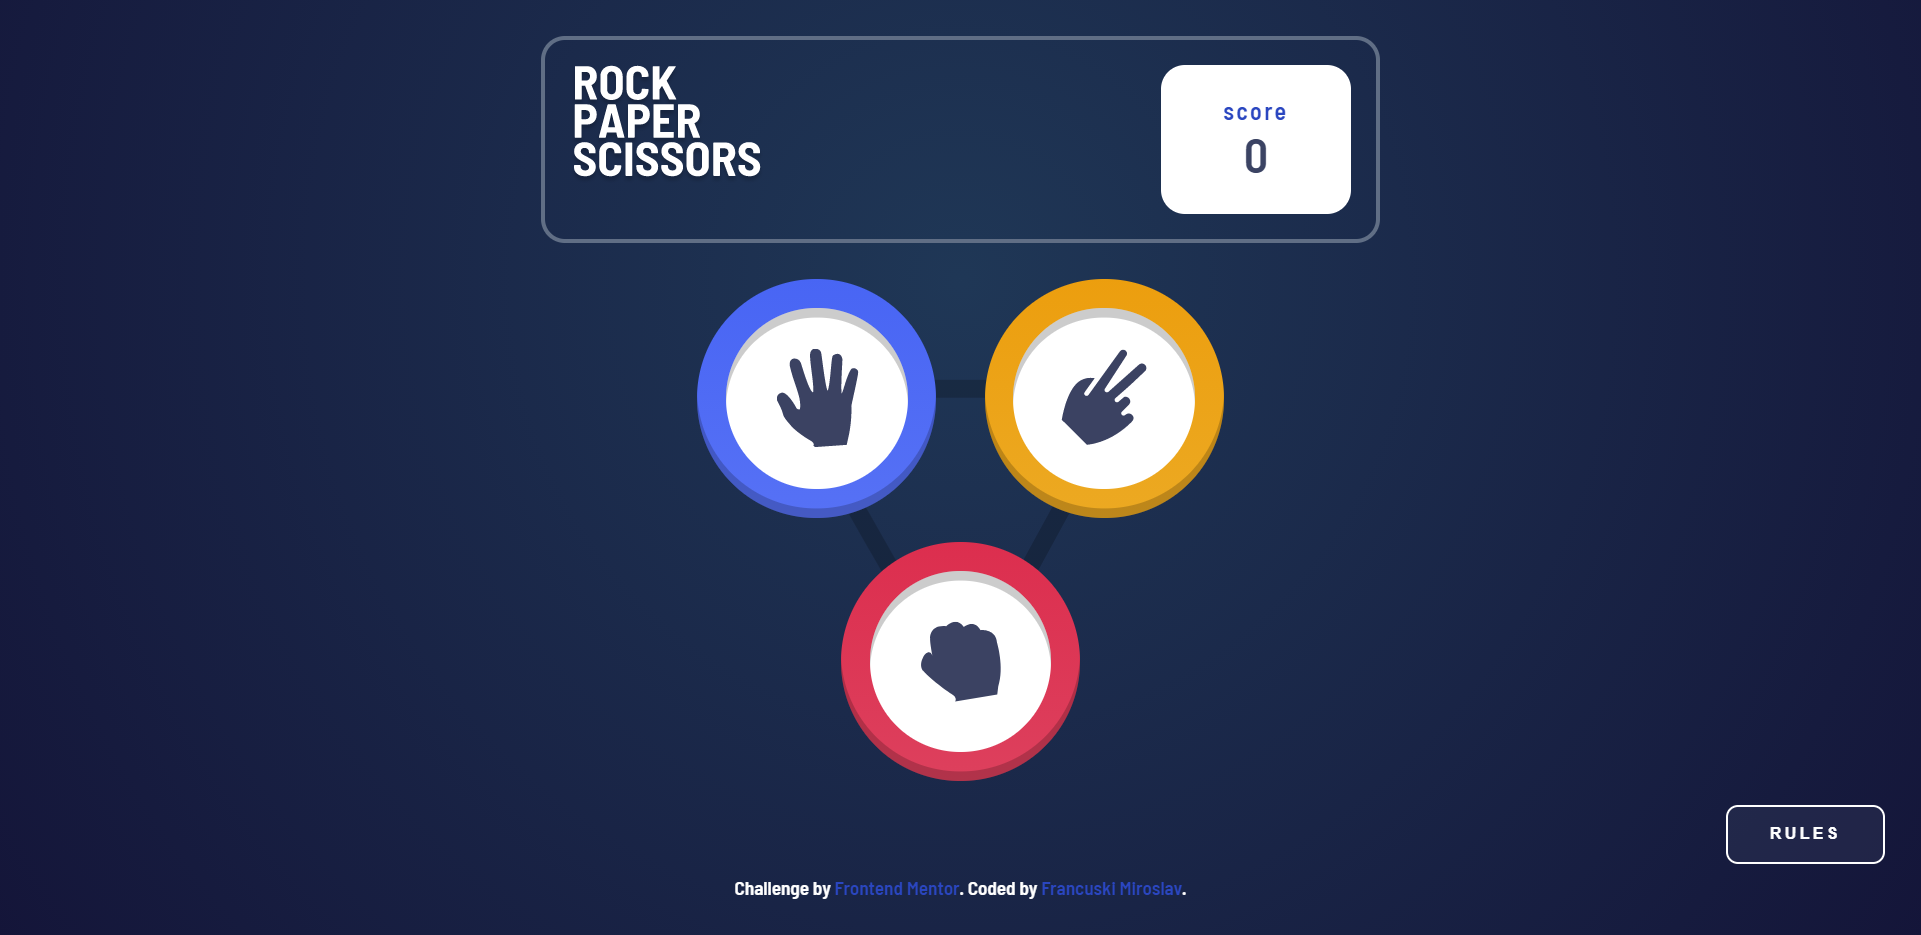 ROCK
PAPER
SCISSORS
score
0
RULES
Challenge by Frontend Mentor. Coded by Francuski Miroslav.